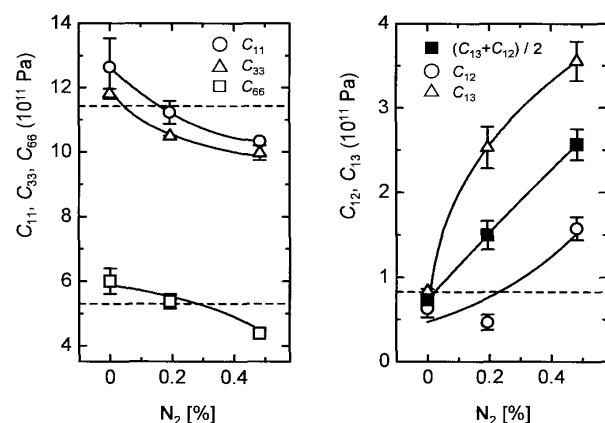 C11
C33
C66
14
12
10
8
6
4
C11, C33, C66 (10^11 Pa)
0
0.2
0.4
N2 [%]
(C13+C12) / 2
C12
C13
4
3
2
1
0
C12, C13 (10^11 Pa)
0
0.2
0.4
N2 [%]